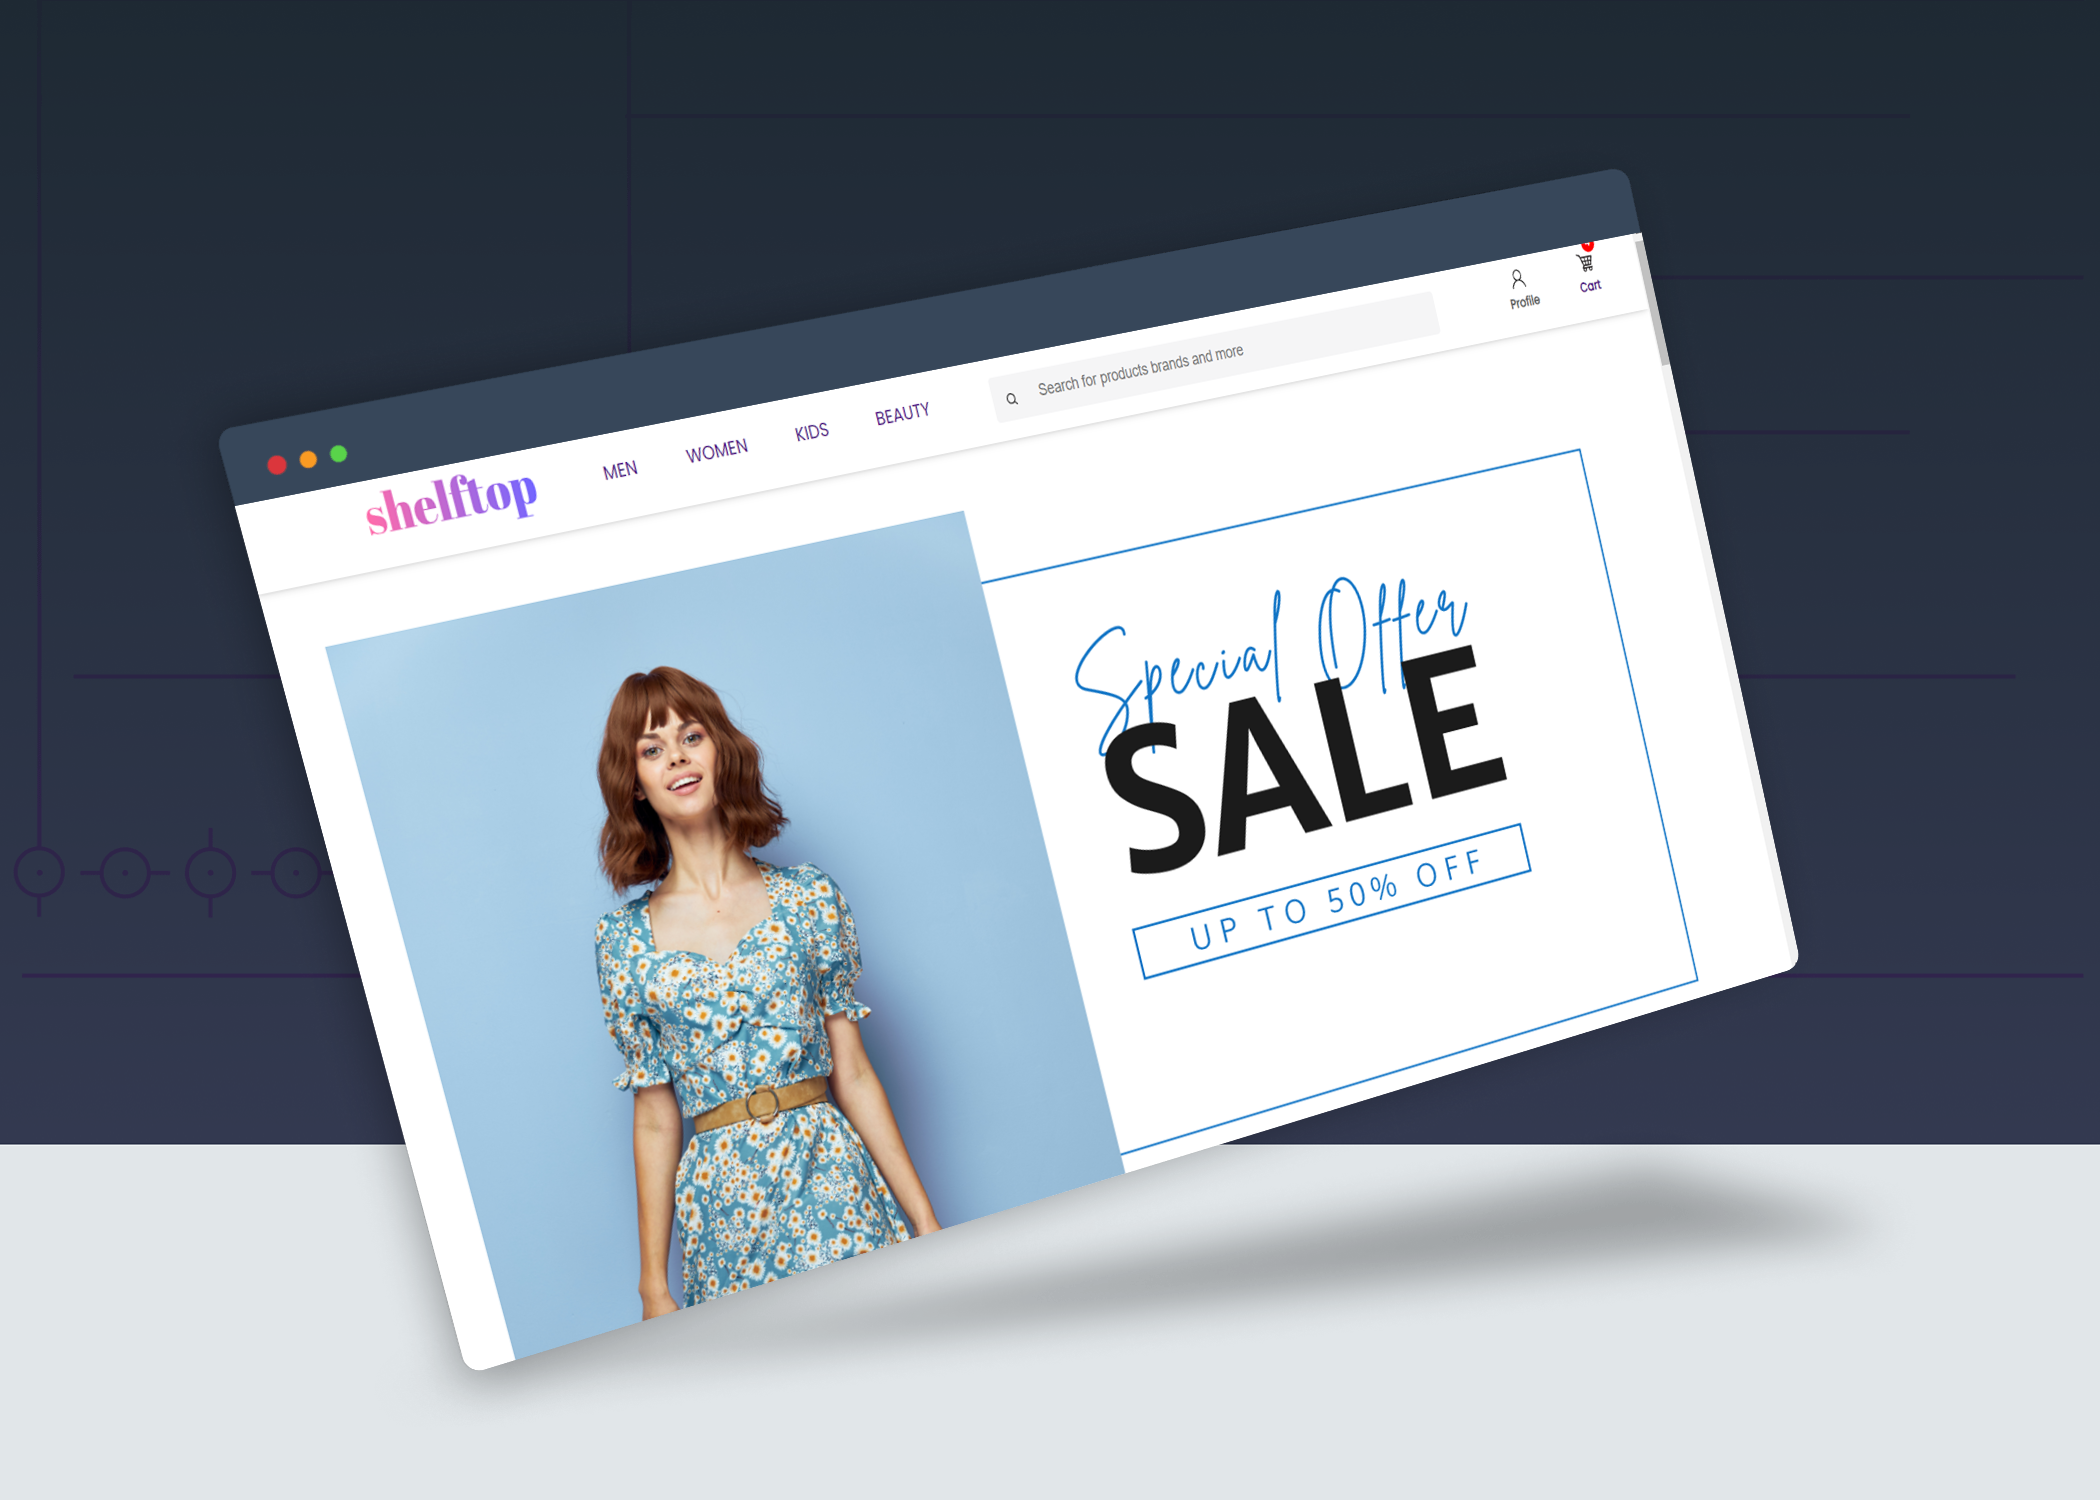 shelftop
MEN WOMEN KIDS BEAUTY
Search for products brands and more
Profile
Cart
Special Offer
SALE
UP TO 50% OFF